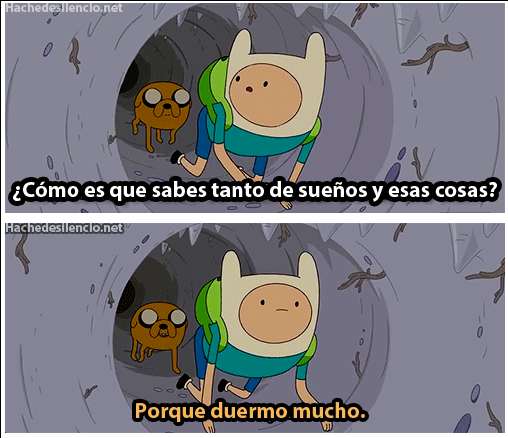 Hachedesilencio.net
¿Cómo es que sabes tanto de sueños y esas cosas?
Hachedesilencio.net
Porque duermo mucho.